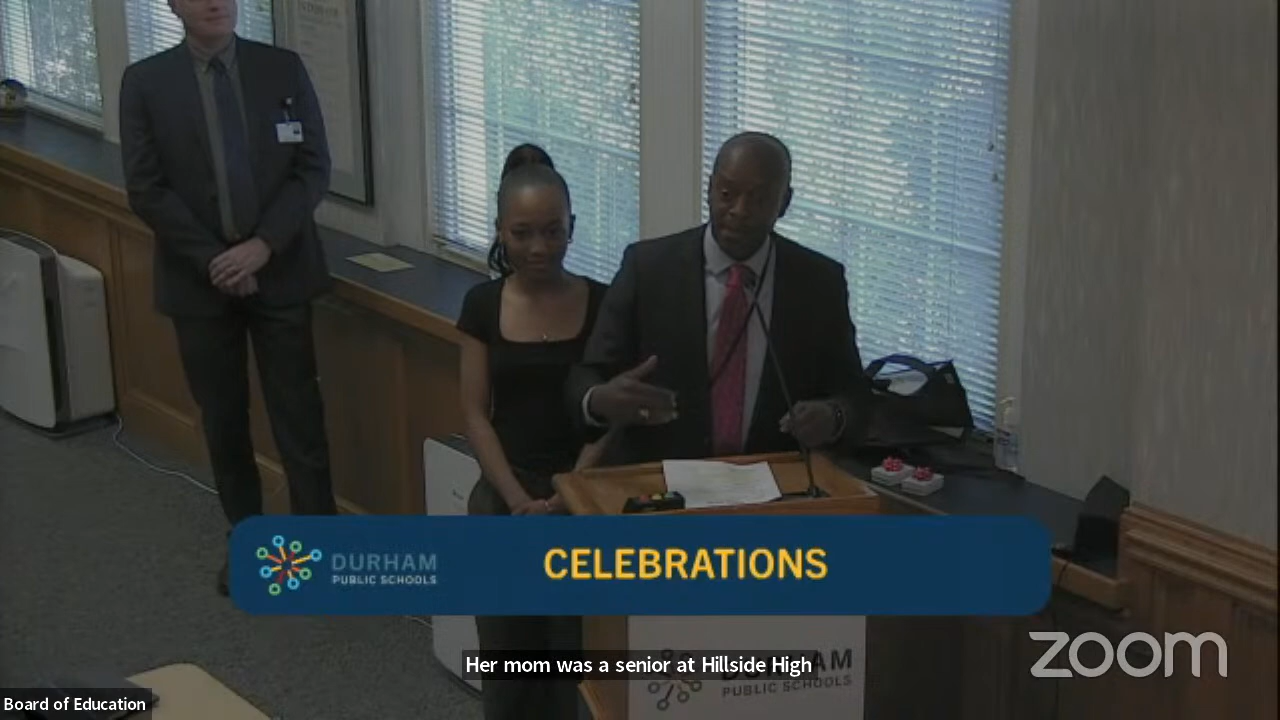 DURHAM
PUBLIC SCHOOLS
CELEBRATIONS
Her mom was a senior at Hillside High
DURHAM
PUBLIC SCHOOLS
zoom
Board of Education